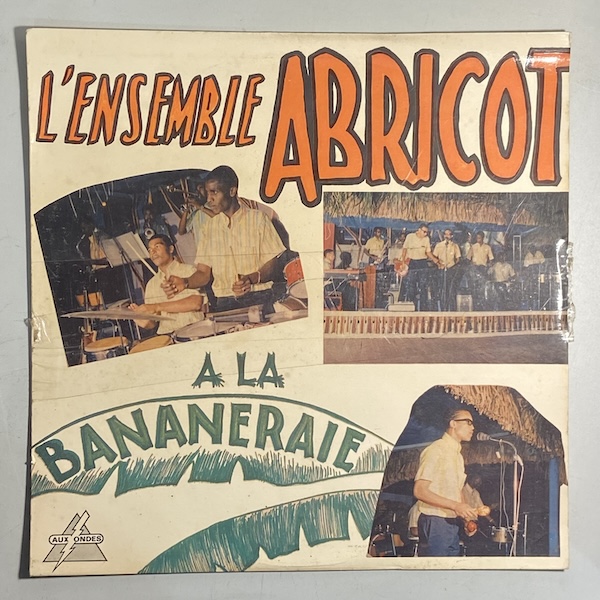 L'ENSEMBLE ABRICOT
A LA
BANANERAIE
AUX ONDES